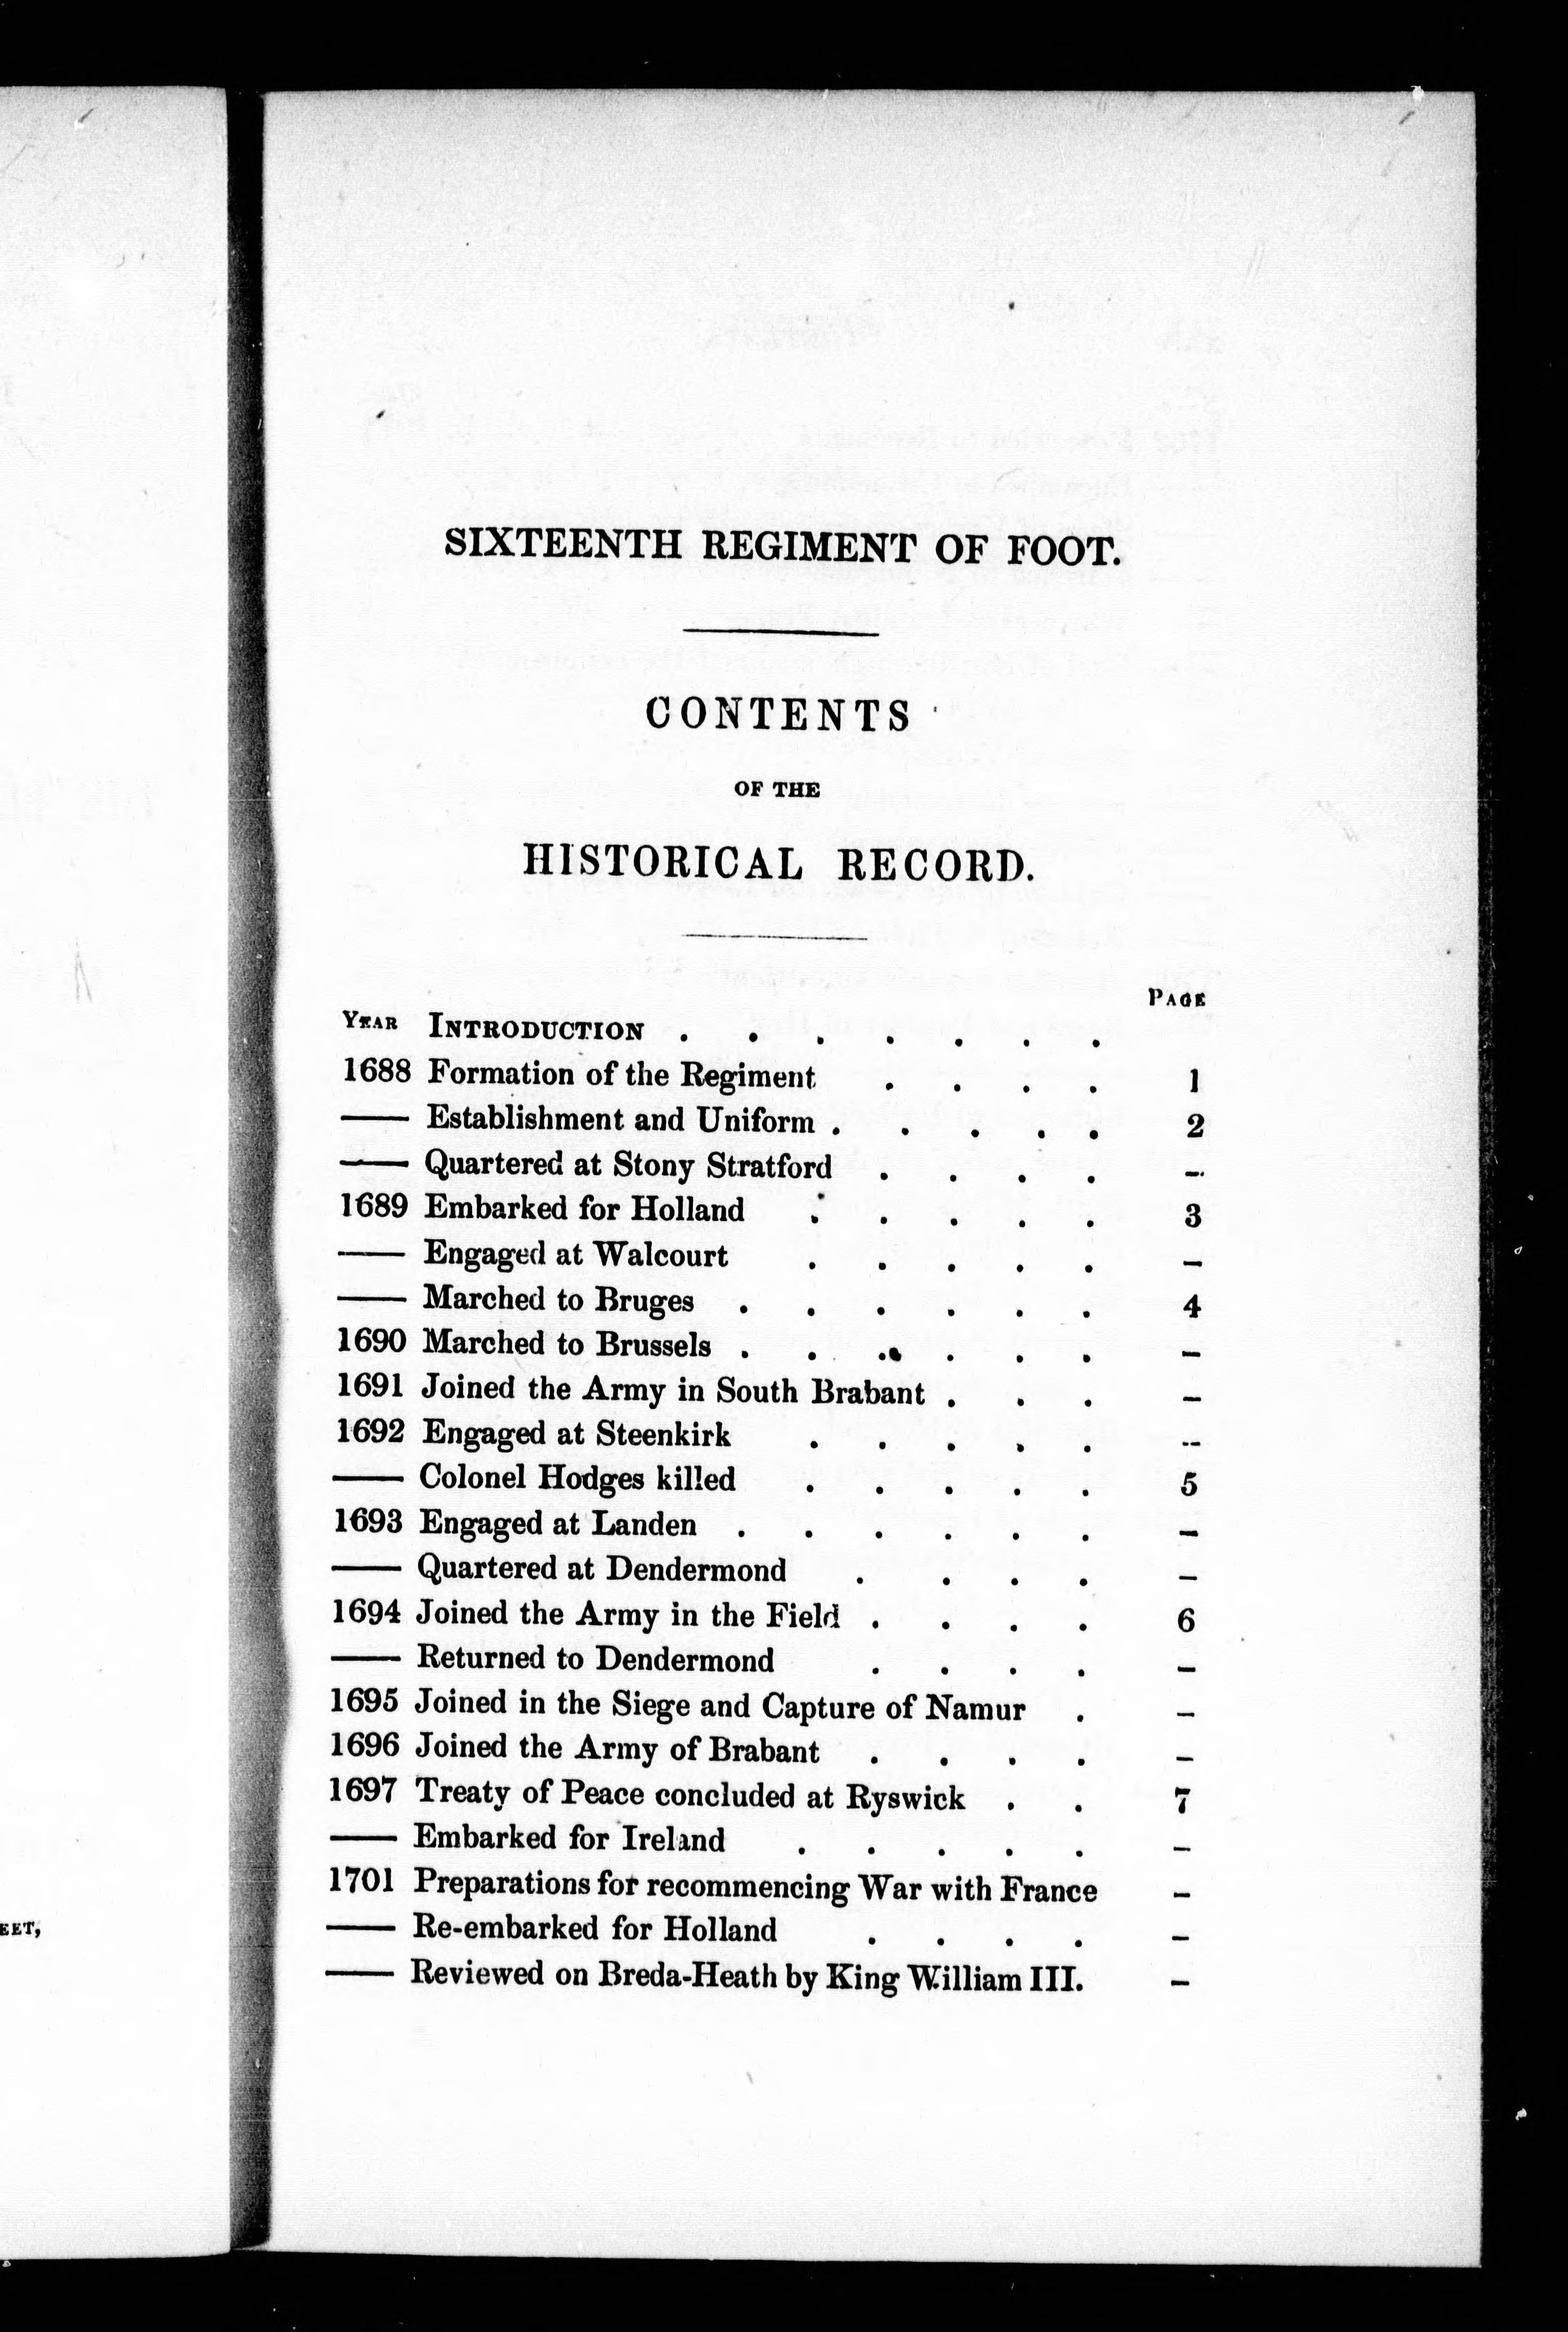 SIXTEENTH REGIMENT OF FOOT.
CONTENTS
OF THE
HISTORICAL RECORD.
PAGE
YEAR INTRODUCTION . . . . . . .
1688 Formation of the Regiment . . . . 1
—— Establishment and Uniform . . . . . 2
—— Quartered at Stony Stratford . . . . –
1689 Embarked for Holland . . . . . 3
—— Engaged at Walcourt . . . . . –
—— Marched to Bruges . . . . . . 4
1690 Marched to Brussels . . . . . . –
1691 Joined the Army in South Brabant . . . –
1692 Engaged at Steenkirk . . . . . –
—— Colonel Hodges killed . . . . . 5
1693 Engaged at Landen . . . . . . –
—— Quartered at Dendermond . . . . –
1694 Joined the Army in the Field . . . . 6
—— Returned to Dendermond . . . . –
1695 Joined in the Siege and Capture of Namur . –
1696 Joined the Army of Brabant . . . . –
1697 Treaty of Peace concluded at Ryswick . . 7
—— Embarked for Ireland . . . . . –
1701 Preparations for recommencing War with France –
—— Re-embarked for Holland . . . . –
—— Reviewed on Breda-Heath by King William III. –
EET,